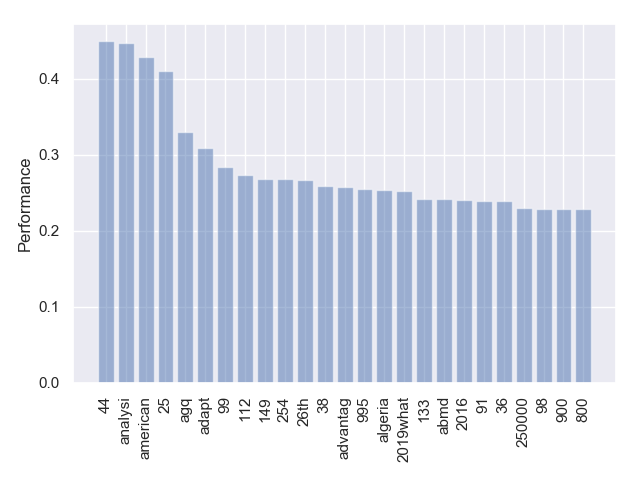 0.4
0.3
0.2
0.1
0.0
Performance
44
analysi
american
25
agq
adapt
99
112
149
254
26th
38
advantag
995
algeria
2019what
133
abmd
2016
91
36
250000
98
900
800